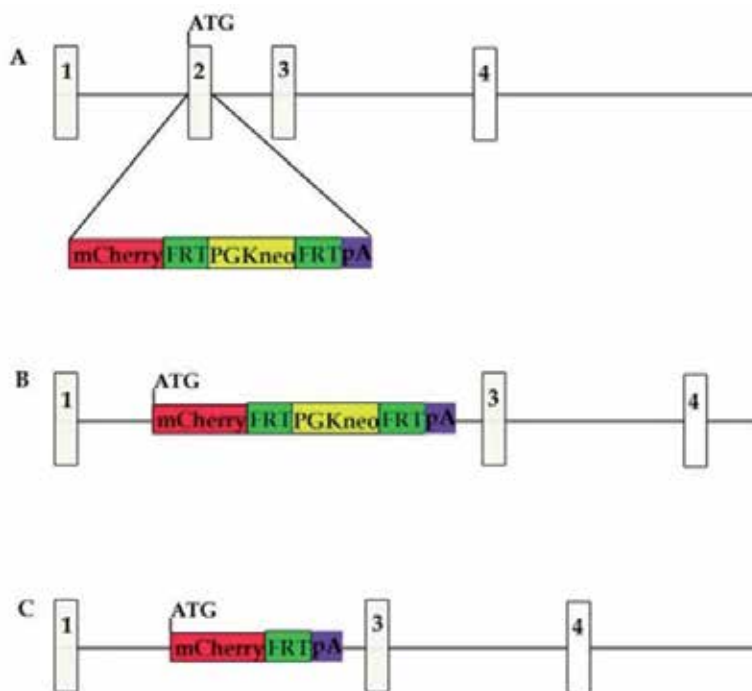 ATG
A 1 2 3 4
mCherry FRT PGKneo FRT pA
B 1 ATG 3 4
mCherry FRT PGKneo FRT pA
C 1 ATG 3 4
mCherry FRT pA